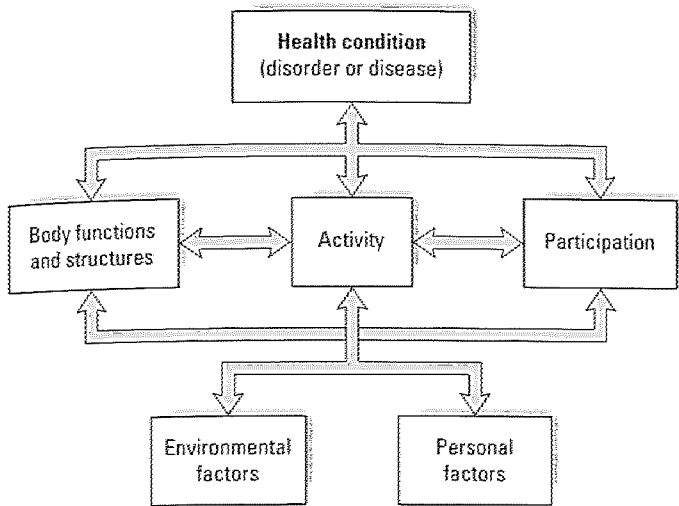 Health condition
(disorder or disease)
Body functions
and structures
Activity
Participation
Environmental
factors
Personal
factors